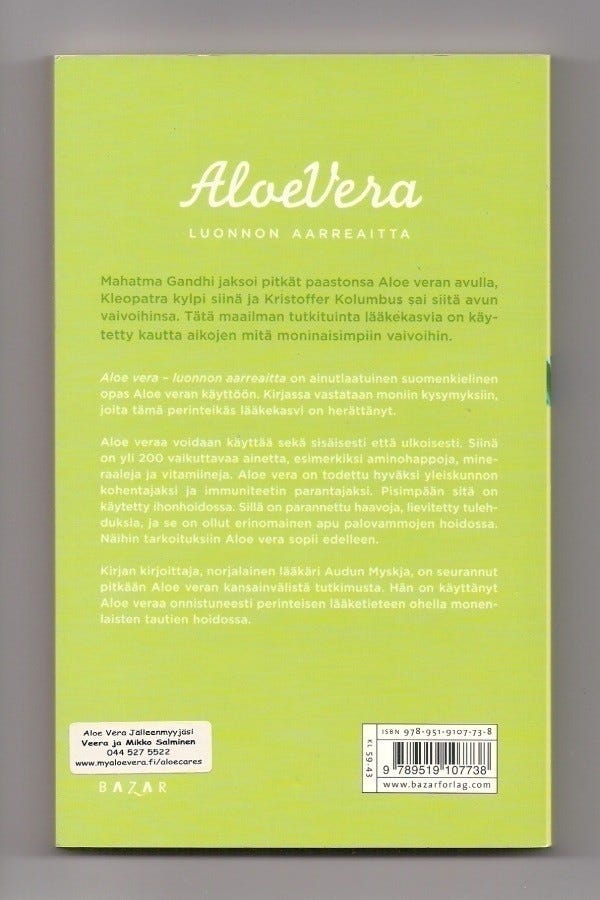 AloeVera
LUONNON AARREAITTA
Mahatma Gandhi jaksoi pitkät paastonsa Aloe veran avulla,
Kleopatra kylpi siinä ja Kristoffer Kolumbus sai siitä avun
vaivoihinsa. Tätä maailman tutkituinta lääkekasvia on käy-
tetty kautta aikojen mitä moninaisimpiin vaivoihin.
Aloe vera – luonnon aarreaitta on ainutlaatuinen suomenkielinen
opas Aloe veran käyttöön. Kirjassa vastataan moniin kysymyksiin,
joita tämä perinteikäs lääkekasvi on herättänyt.
Aloe veraa voidaan käyttää sekä sisäisesti että ulkoisesti. Siinä
on yli 200 vaikuttavaa ainetta, esimerkiksi aminohappoja, mine-
raaleja ja vitamiineja. Aloe vera on todettu hyväksi yleiskunnon
kohentajaksi ja immuniteetin parantajaksi. Pisimpään sitä on
käytetty ihonhoidossa. Sillä on parannettu haavoja, lievitetty tuleh-
duksia, ja se on ollut erinomainen apu palovammojen hoidossa.
Näihin tarkoituksiin Aloe vera sopii edelleen.
Kirjan kirjoittaja, norjalainen lääkäri Audun Myskja, on seurannut
pitkään Aloe veran kansainvälistä tutkimusta. Hän on käyttänyt
Aloe veraa onnistuneesti perinteisen lääketieteen ohella monen-
laisten tautien hoidossa.
Aloe Vera Jälleenmyyjäsi
Veera ja Mikko Salminen
044 527 5522
www.myaloevera.fi/aloecares
BAZAR
ISBN 978-951-9107-73-8
KL 59.43
9 789519 107738
www.bazarforlag.com